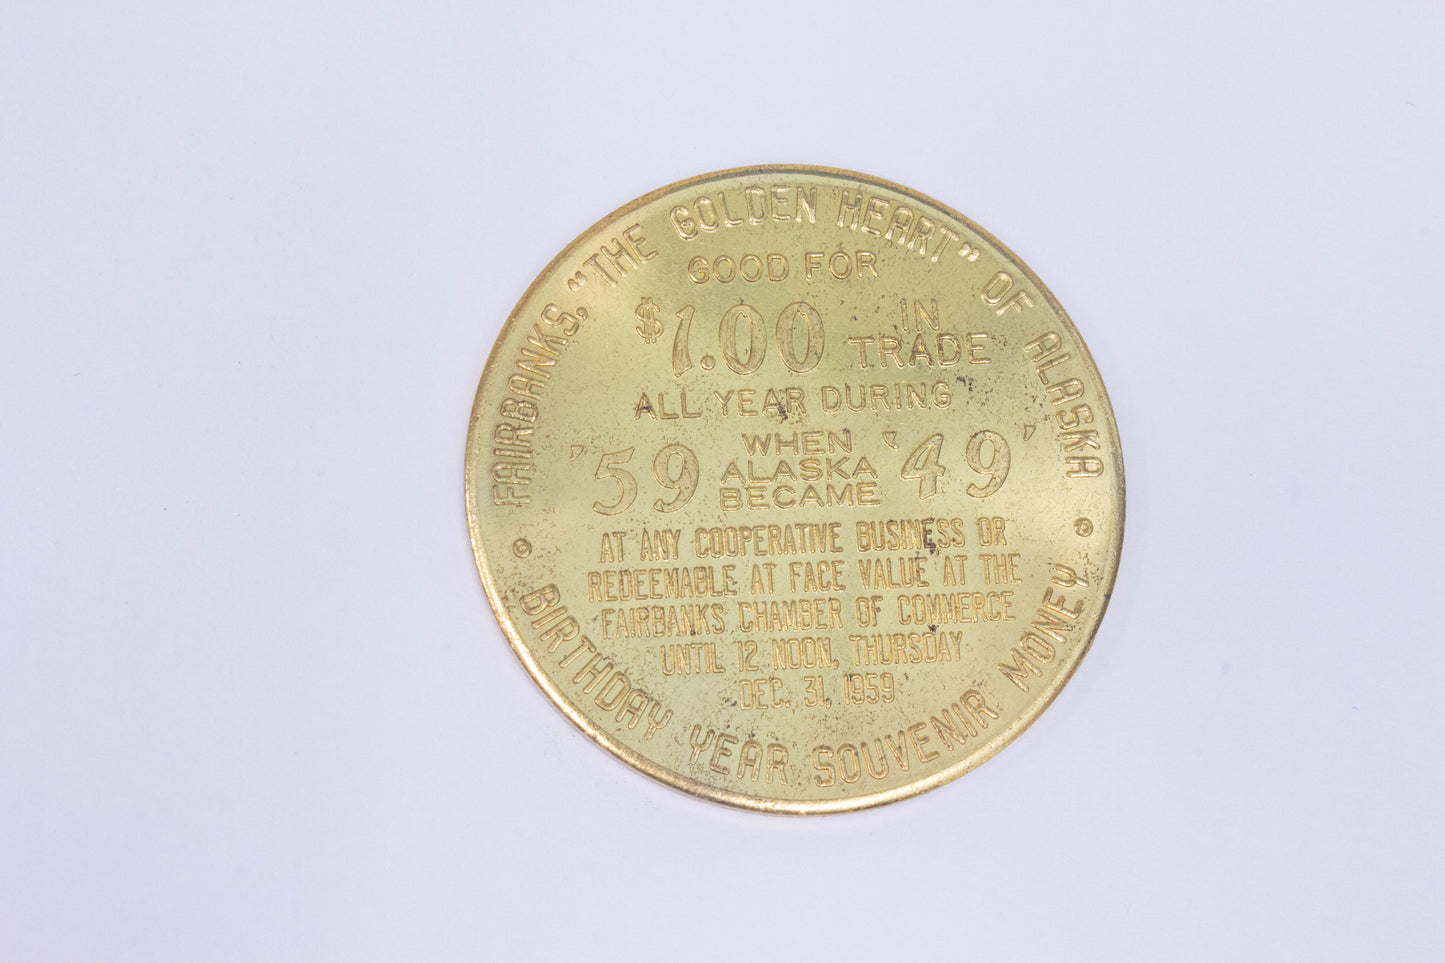 FAIRBANKS, "THE GOLDEN HEART" OF ALASKA
GOOD FOR
$1.00 IN TRADE
ALL YEAR DURING
'59 WHEN ALASKA BECAME '49'
AT ANY COOPERATIVE BUSINESS OR
REDEEMABLE AT FACE VALUE AT THE
FAIRBANKS CHAMBER OF COMMERCE
UNTIL 12 NOON, THURSDAY
DEC. 31, 1959
BIRTHDAY YEAR SOUVENIR MONEY